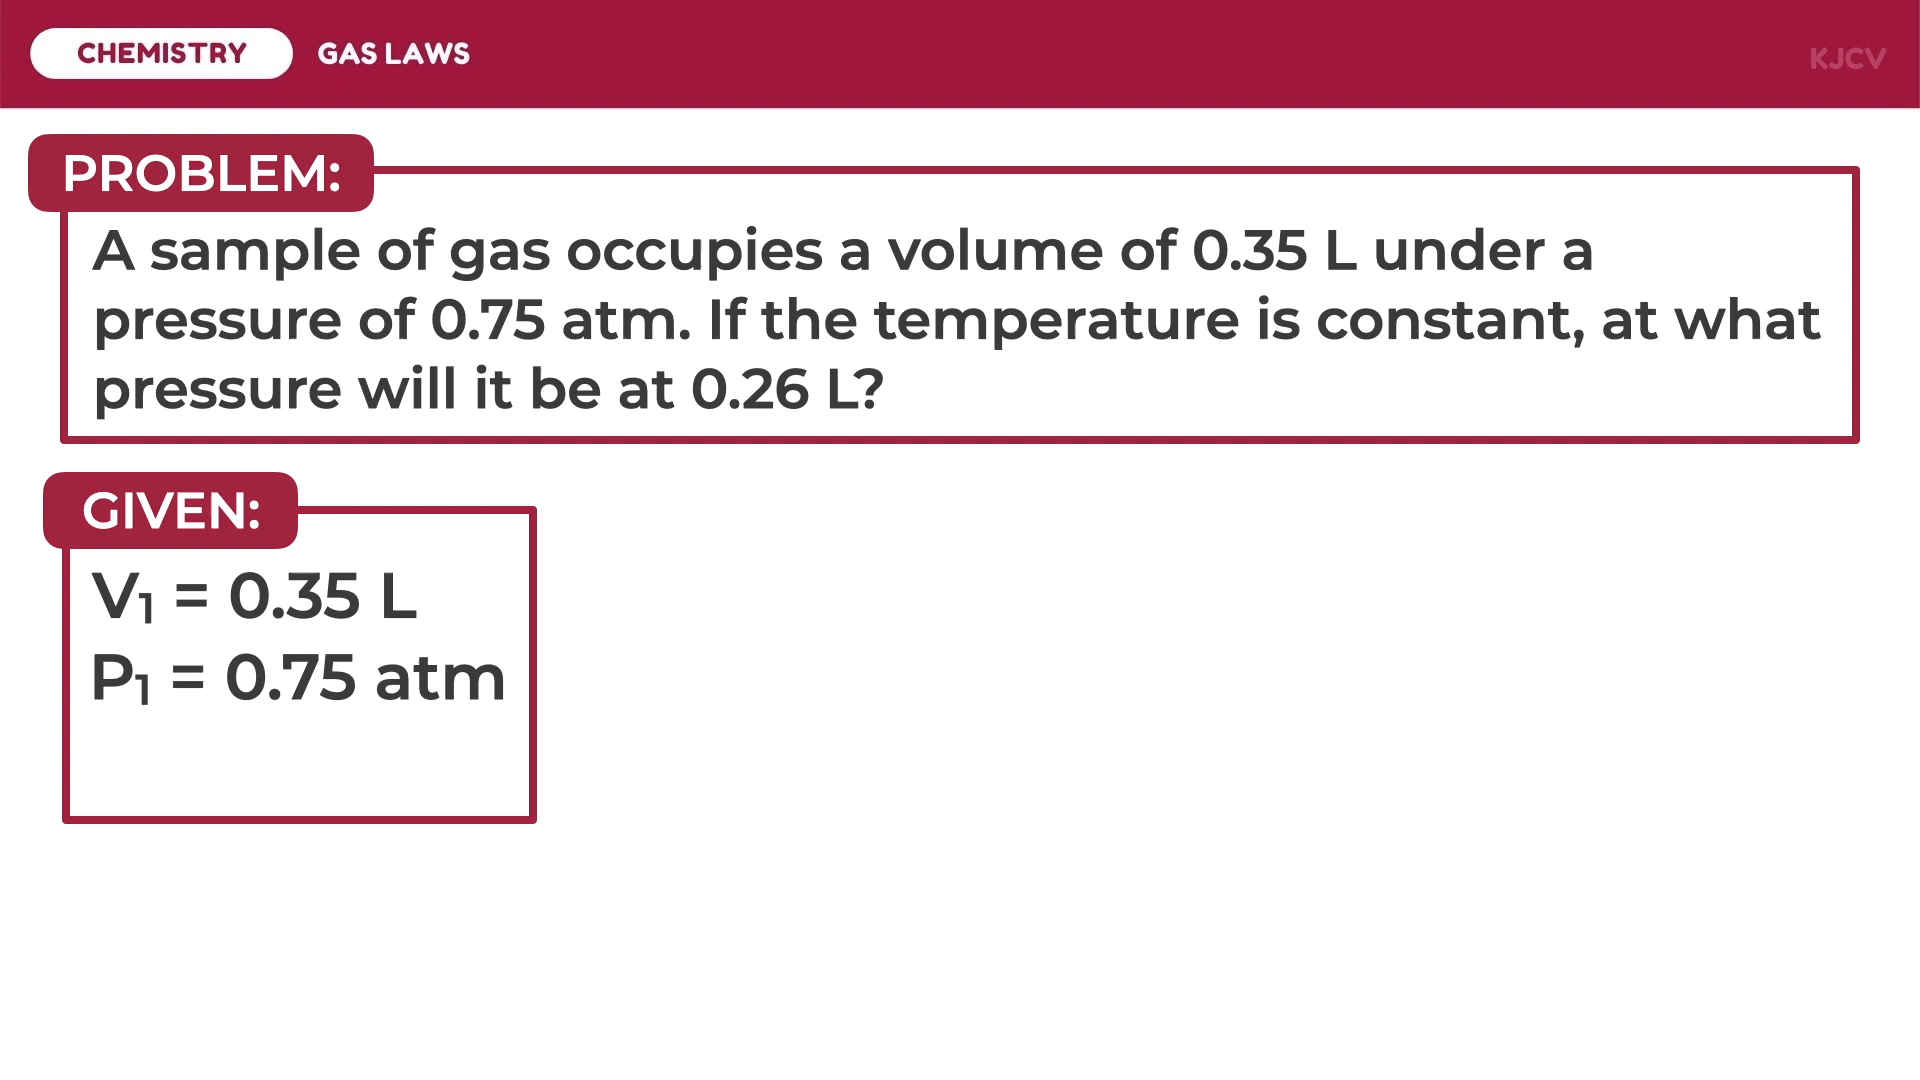 CHEMISTRY
GAS LAWS
KJCV
PROBLEM:
A sample of gas occupies a volume of 0.35 L under a
pressure of 0.75 atm. If the temperature is constant, at what
pressure will it be at 0.26 L?
GIVEN:
V₁ = 0.35 L
P₁ = 0.75 atm